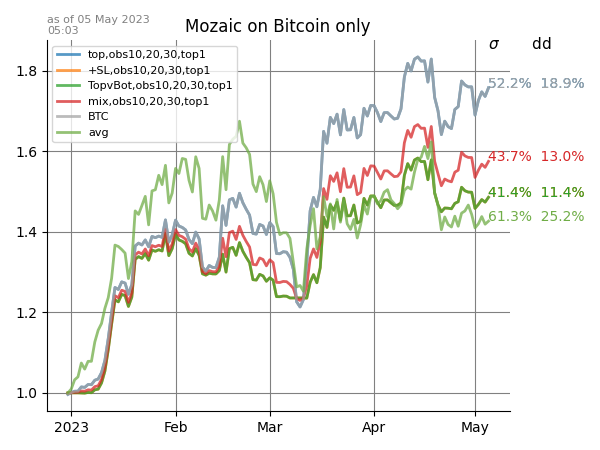 as of 05 May 2023
05:03
Mozaic on Bitcoin only
σ dd
top,obs10,20,30,top1
+SL,obs10,20,30,top1
TopvBot,obs10,20,30,top1
mix,obs10,20,30,top1
BTC
avg
1.8
52.2% 18.9%
1.6
43.7% 13.0%
41.4% 11.4%
61.3% 25.2%
1.4
1.2
1.0
2023 Feb Mar Apr May